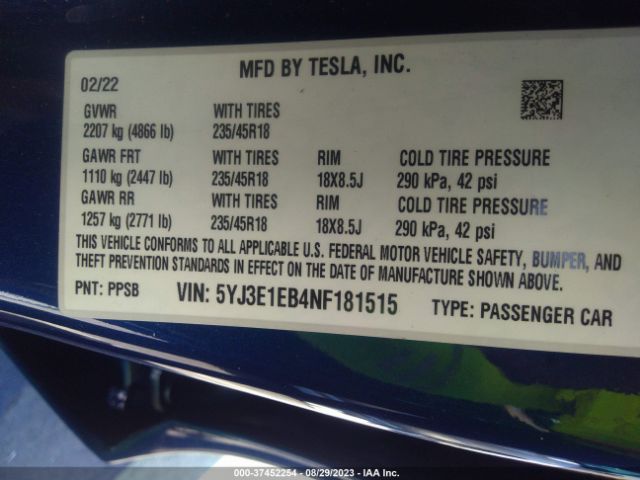 MFD BY TESLA, INC.
02/22
GVWR WITH TIRES
2207 kg (4866 lb) 235/45R18
GAWR FRT WITH TIRES RIM COLD TIRE PRESSURE
1110 kg (2447 lb) 235/45R18 18X8.5J 290 kPa, 42 psi
GAWR RR WITH TIRES RIM COLD TIRE PRESSURE
1257 kg (2771 lb) 235/45R18 18X8.5J 290 kPa, 42 psi
THIS VEHICLE CONFORMS TO ALL APPLICABLE U.S. FEDERAL MOTOR VEHICLE SAFETY, BUMPER, AND
THEFT PREVENTION STANDARDS IN EFFECT ON THE DATE OF MANUFACTURE SHOWN ABOVE.
PNT: PPSB VIN: 5YJ3E1EB4NF181515 TYPE: PASSENGER CAR
000-37452254 - 08/29/2023 - IAA Inc.